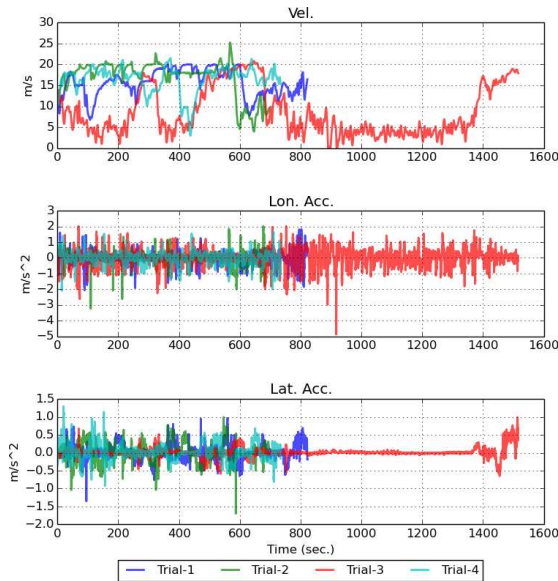 Vel.
30
25
20
15
10
5
0
m/s
0 200 400 600 800 1000 1200 1400 1600
Lon. Acc.
3
2
1
0
−1
−2
−3
−4
−5
m/s^2
0 200 400 600 800 1000 1200 1400 1600
Lat. Acc.
1.5
1.0
0.5
0.0
−0.5
−1.0
−1.5
−2.0
m/s^2
0 200 400 600 800 1000 1200 1400 1600
Time (sec.)
Trial-1 Trial-2 Trial-3 Trial-4